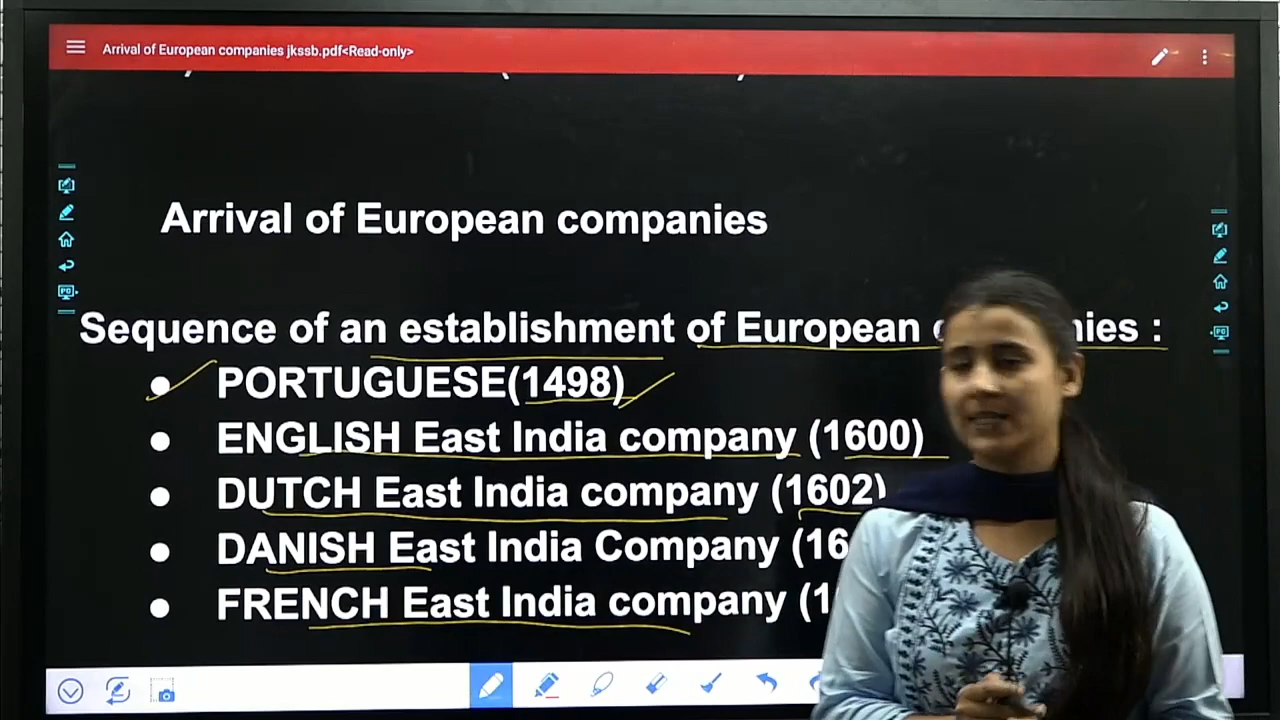 Arrival of European companies jkssb.pdf<Read-only>
Arrival of European companies
Sequence of an establishment of European :
PORTUGUESE(1498)
ENGLISH East India company (1600)
DUTCH East India company (1602)
DANISH East India Company (16
FRENCH East India company (1